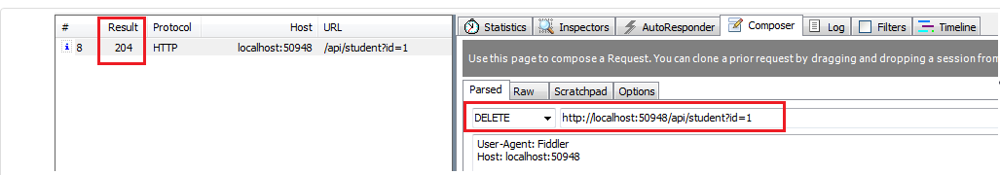 # Result Protocol Host URL
8 204 HTTP localhost:50948 /api/student?id=1
Statistics Inspectors AutoResponder Composer Log Filters Timeline
Use this page to compose a Request. You can clone a prior request by dragging and dropping a session from
Parsed Raw Scratchpad Options
DELETE http://localhost:50948/api/student?id=1
User-Agent: Fiddler
Host: localhost:50948